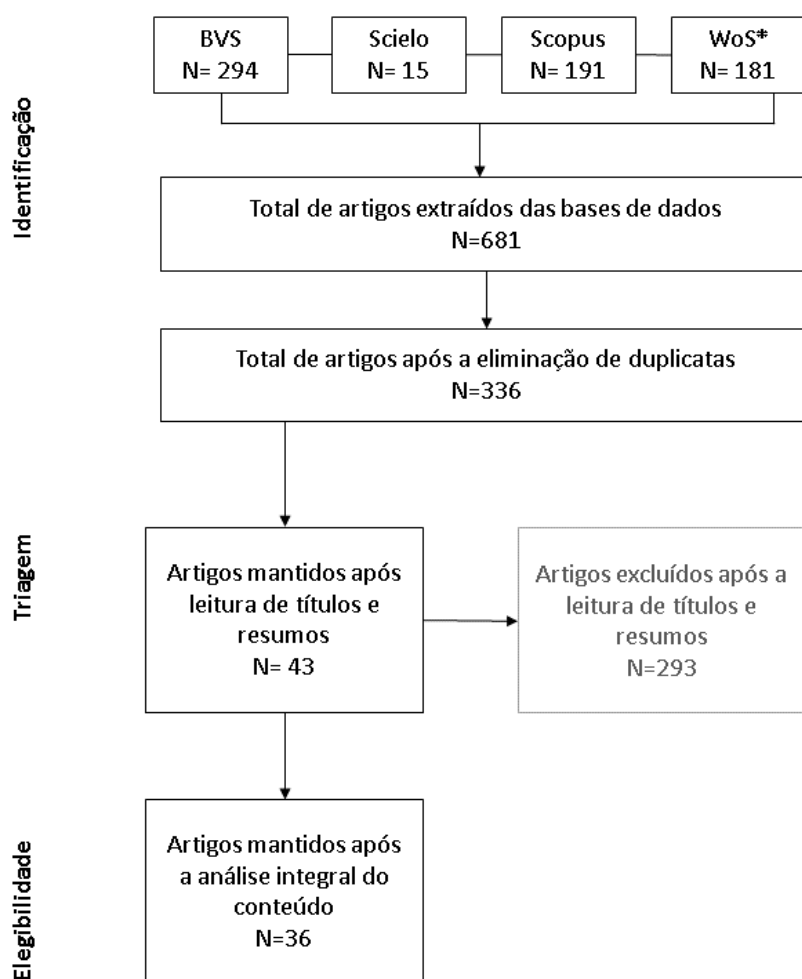 Identificação
BVS
N= 294
Scielo
N= 15
Scopus
N= 191
WoS*
N= 181
Total de artigos extraídos das bases de dados
N=681
Total de artigos após a eliminação de duplicatas
N=336
Triagem
Artigos mantidos após
leitura de títulos e
resumos
N= 43
Artigos excluídos após a
leitura de títulos e
resumos
N=293
Elegibilidade
Artigos mantidos após
a análise integral do
conteúdo
N=36